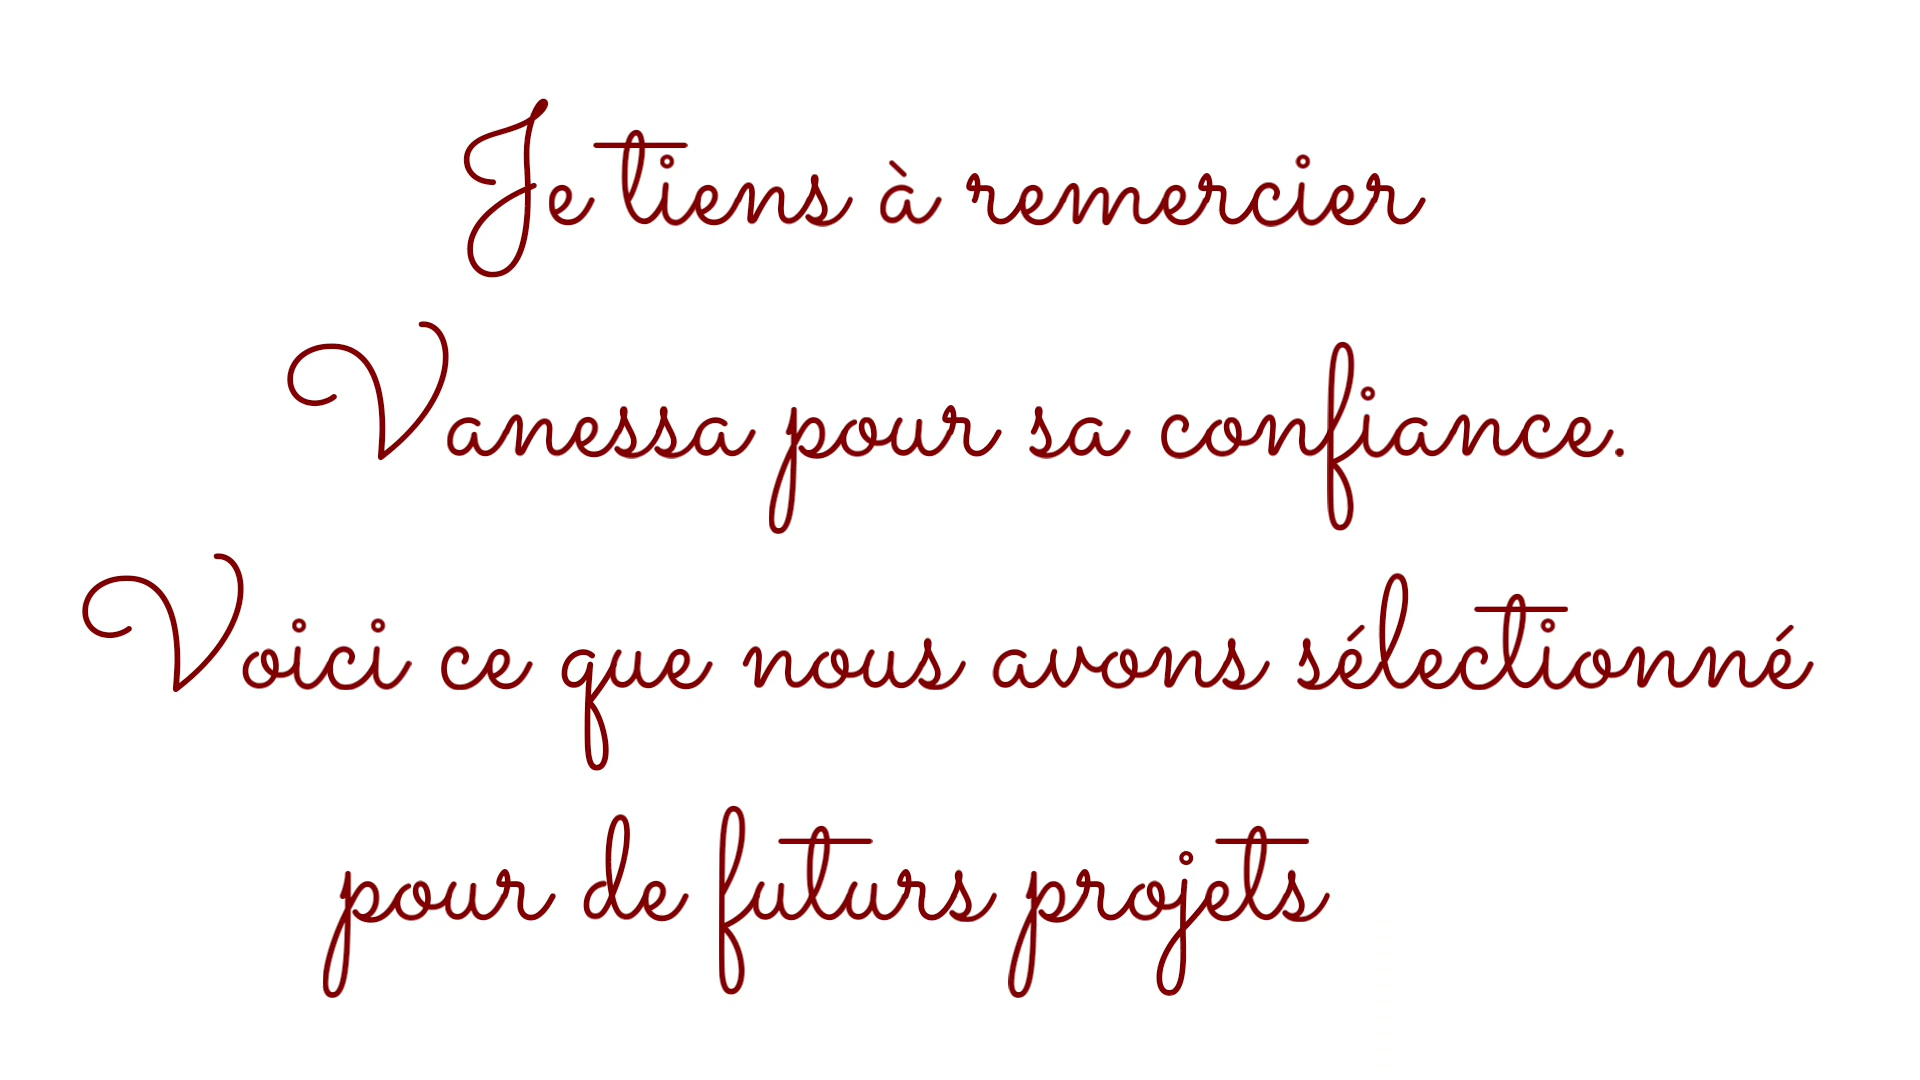 Je tiens à remercier
Vanessa pour sa confiance.
Voici ce que nous avons sélectionné
pour de futurs projets